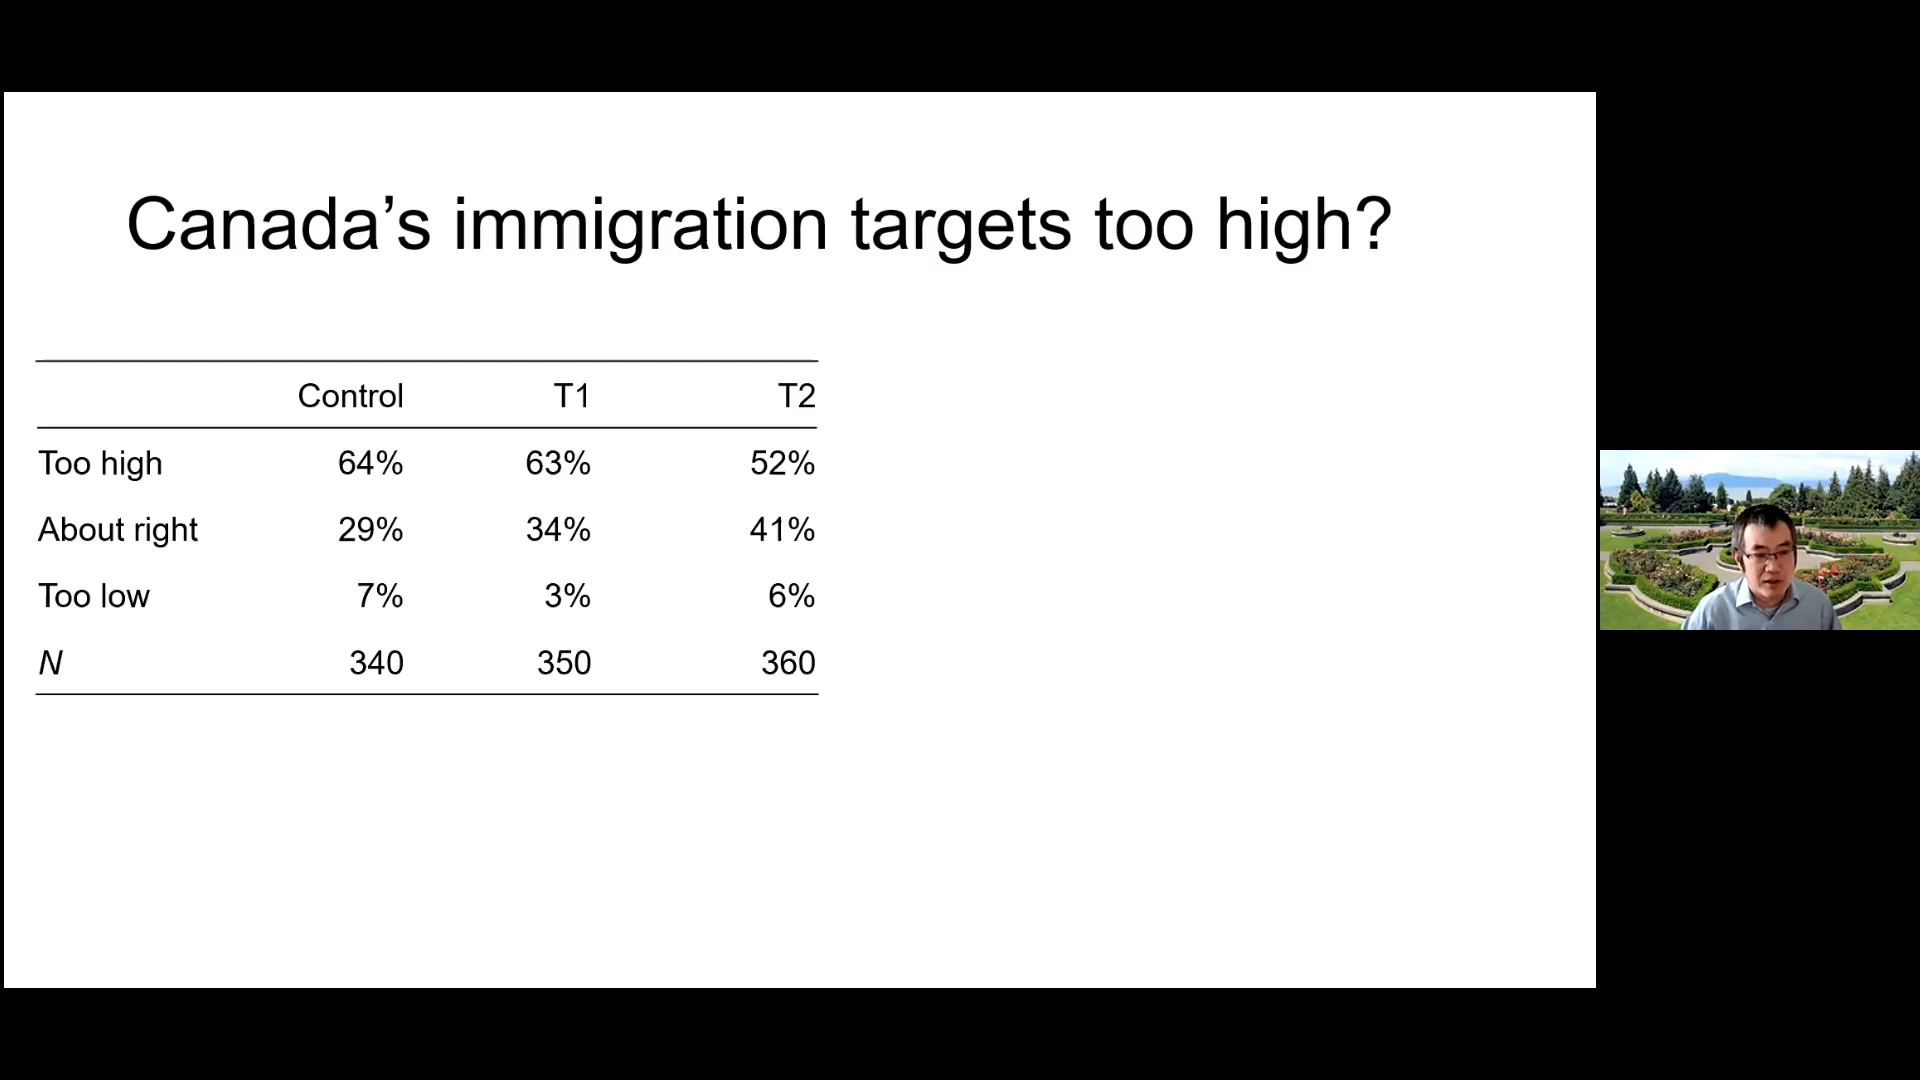 Canada’s immigration targets too high?
Control T1 T2
Too high 64% 63% 52%
About right 29% 34% 41%
Too low 7% 3% 6%
N 340 350 360